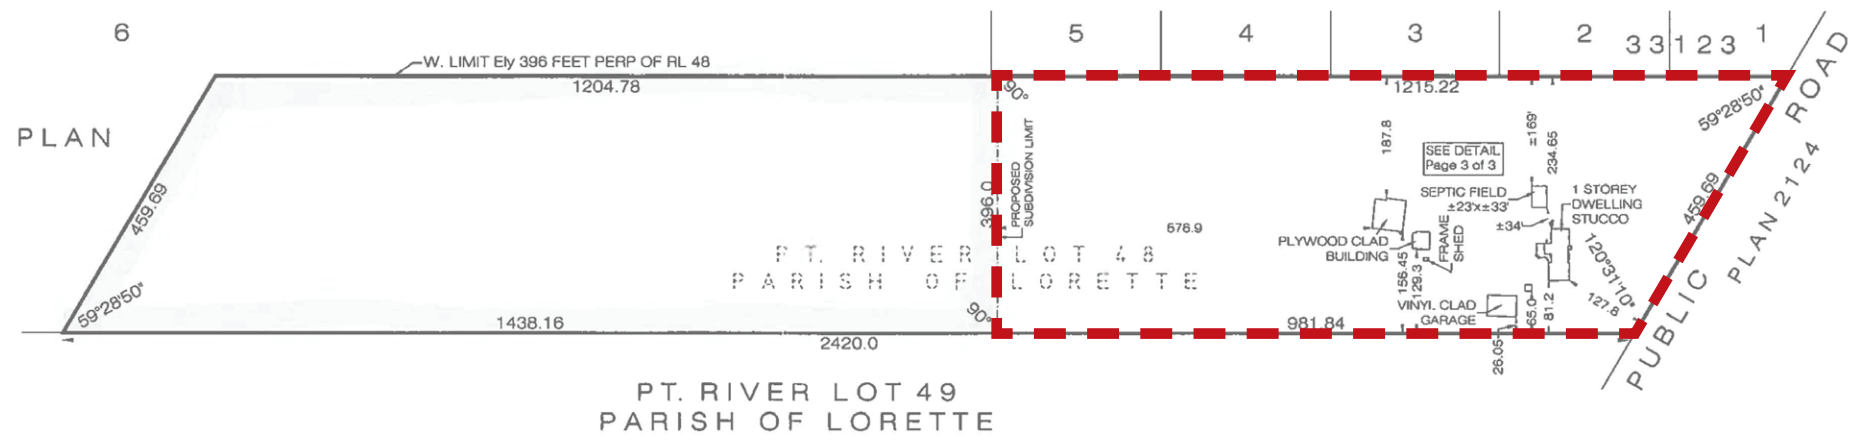 6
5
4
3
2
3 3 1 2 3
1
W. LIMIT Ely 396 FEET PERP OF RL 48
1204.78
90°
1215.22
59°28'50"
ROAD
PLAN
459.69
396.0
PROPOSED
SUBDIVISION LIMIT
187.8
SEE DETAIL
Page 3 of 3
±169'
234.65
SEPTIC FIELD
±23'x±33'
±34'
1 STOREY
DWELLING
STUCCO
459.69
PLAN 2124
576.9
PLYWOOD CLAD
BUILDING
FRAME
SHED
120°31'10"
PT. RIVER LOT 48
PARISH OF LORETTE
156.45
129.3
VINYL CLAD
GARAGE
65.0
81.2
127.8
PUBLIC
59°28'50"
90°
1438.16
981.84
2420.0
26.05
PT. RIVER LOT 49
PARISH OF LORETTE